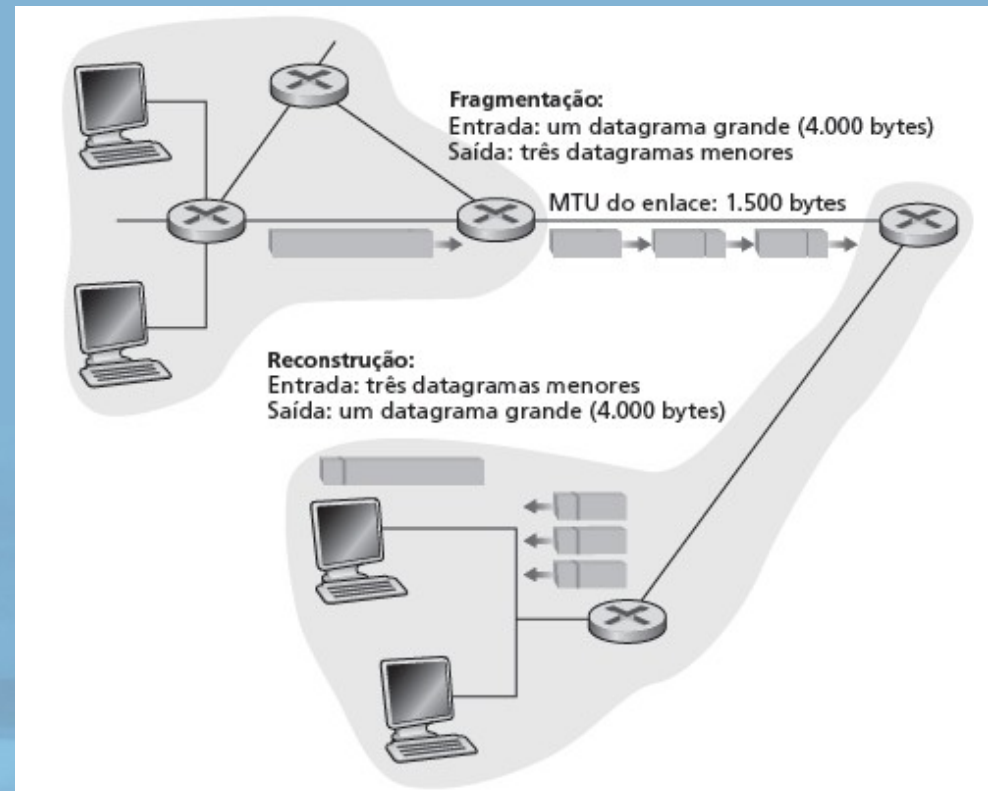 Fragmentação:
Entrada: um datagrama grande (4.000 bytes)
Saída: três datagramas menores
MTU do enlace: 1.500 bytes
Reconstrução:
Entrada: três datagramas menores
Saída: um datagrama grande (4.000 bytes)